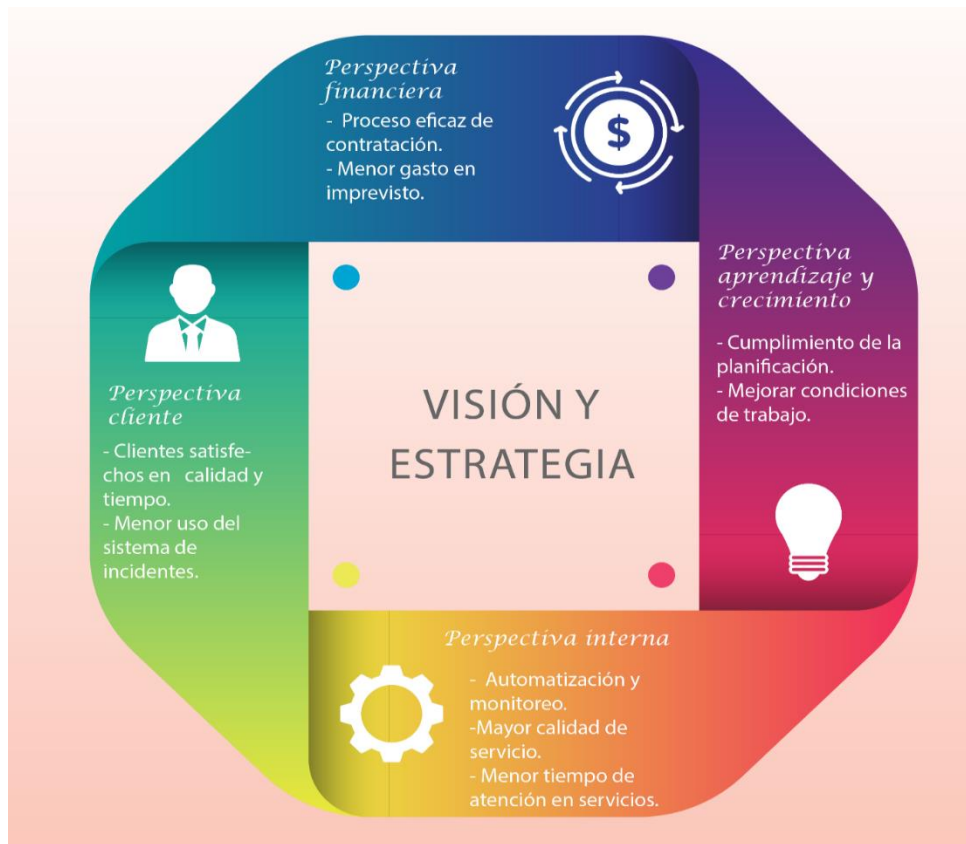 Perspectiva
financiera
- Proceso eficaz de
contratación.
- Menor gasto en
imprevisto.
$
Perspectiva
aprendizaje y
crecimiento
- Cumplimiento de la
planificación.
- Mejorar condiciones
de trabajo.
Perspectiva
cliente
- Clientes satisfe-
chos en calidad y
tiempo.
- Menor uso del
sistema de
incidentes.
VISIÓN Y
ESTRATEGIA
Perspectiva interna
- Automatización y
monitoreo.
-Mayor calidad de
servicio.
- Menor tiempo de
atención en servicios.